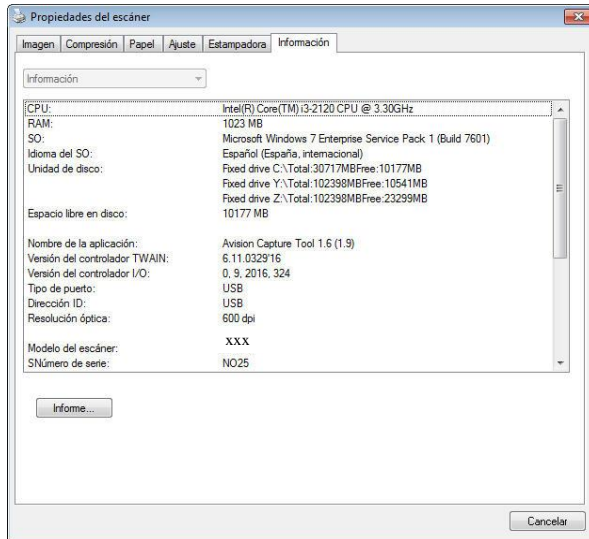 Propiedades del escáner
Imagen Compresión Papel Ajuste Estampadora Información
Información
CPU: Intel(R) Core(TM) i3-2120 CPU @ 3.30GHz
RAM: 1023 MB
SO: Microsoft Windows 7 Enterprise Service Pack 1 (Build 7601)
Idioma del SO: Español (España, internacional)
Unidad de disco: Fixed drive C:\Total:30717MBFree:10177MB
Fixed drive Y:\Total:102398MBFree:10541MB
Fixed drive Z:\Total:102398MBFree:23299MB
Espacio libre en disco: 10177 MB
Nombre de la aplicación: Avision Capture Tool 1.6 (1.9)
Versión del controlador TWAIN: 6.11.0329'16
Versión del controlador I/O: 0, 9, 2016, 324
Tipo de puerto: USB
Dirección ID: USB
Resolución óptica: 600 dpi
Modelo del escáner: xxx
SNúmero de serie: NO25
Informe...
Cancelar